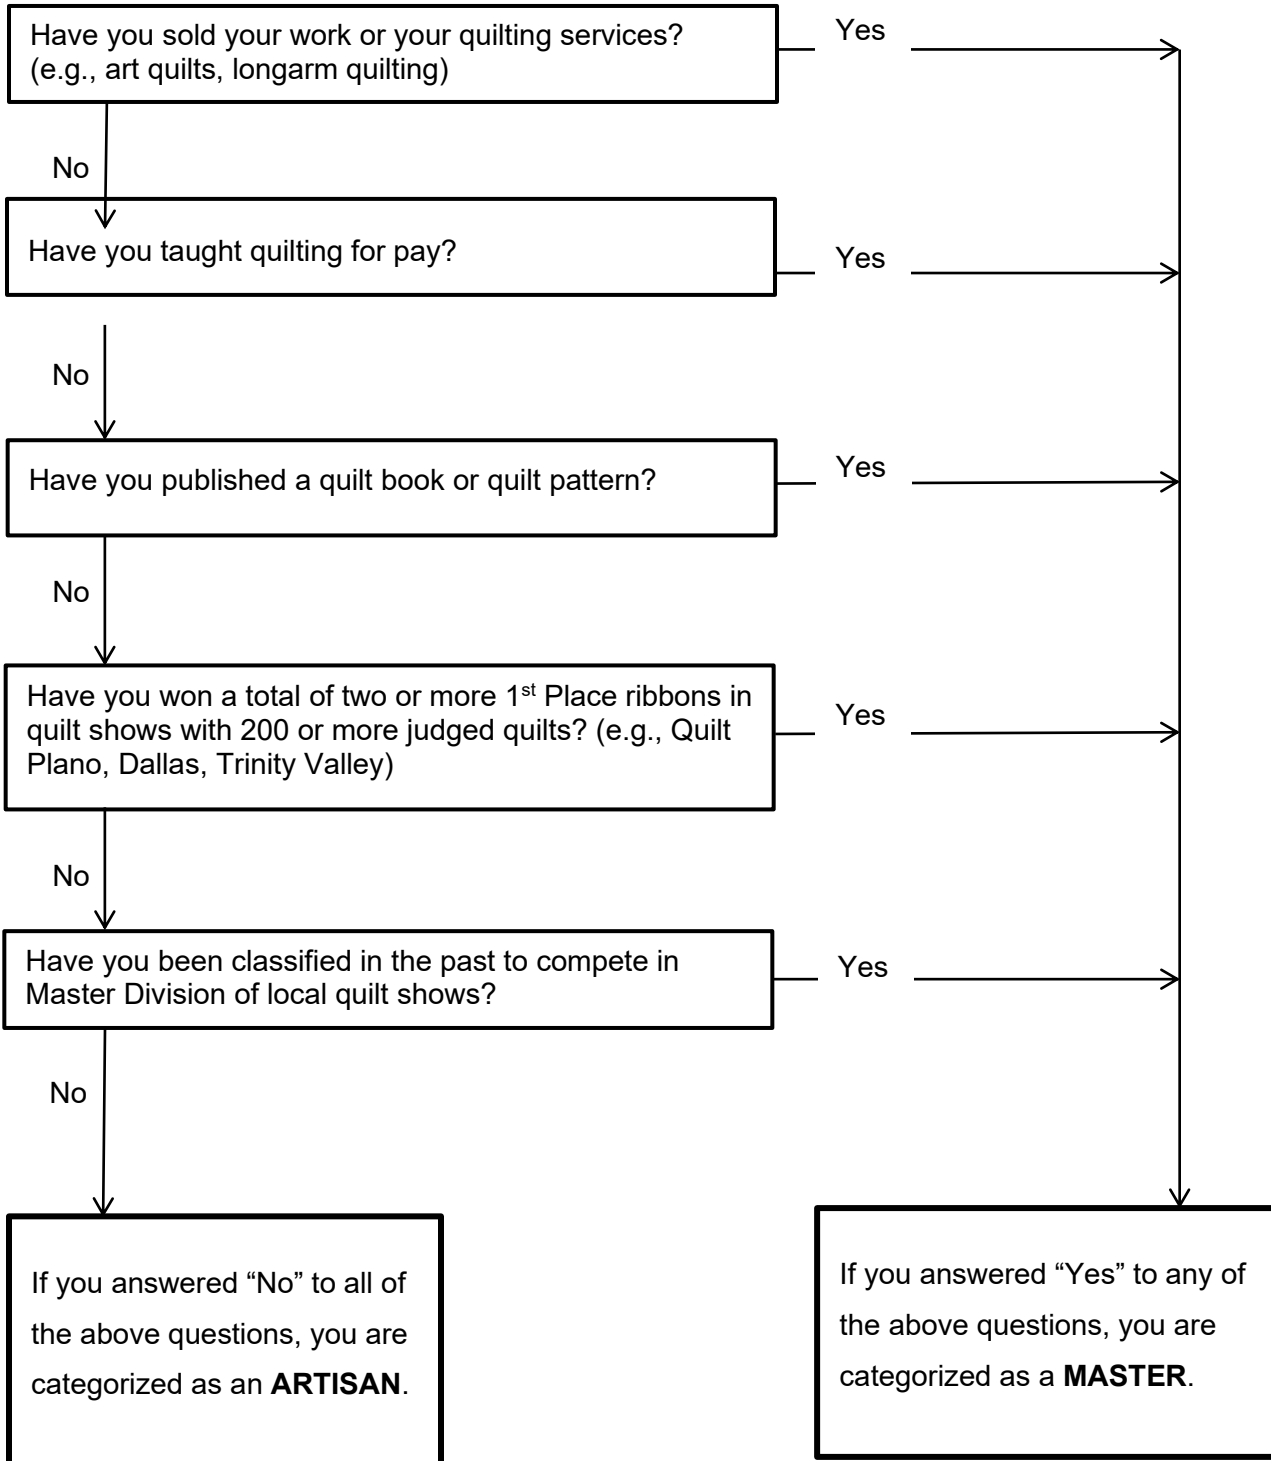 Have you sold your work or your quilting services?
(e.g., art quilts, longarm quilting)
Yes
No
Have you taught quilting for pay?
Yes
No
Have you published a quilt book or quilt pattern?
Yes
No
Have you won a total of two or more 1st Place ribbons in
quilt shows with 200 or more judged quilts? (e.g., Quilt
Plano, Dallas, Trinity Valley)
Yes
No
Have you been classified in the past to compete in
Master Division of local quilt shows?
Yes
No
If you answered “No” to all of
the above questions, you are
categorized as an ARTISAN.
If you answered “Yes” to any of
the above questions, you are
categorized as a MASTER.